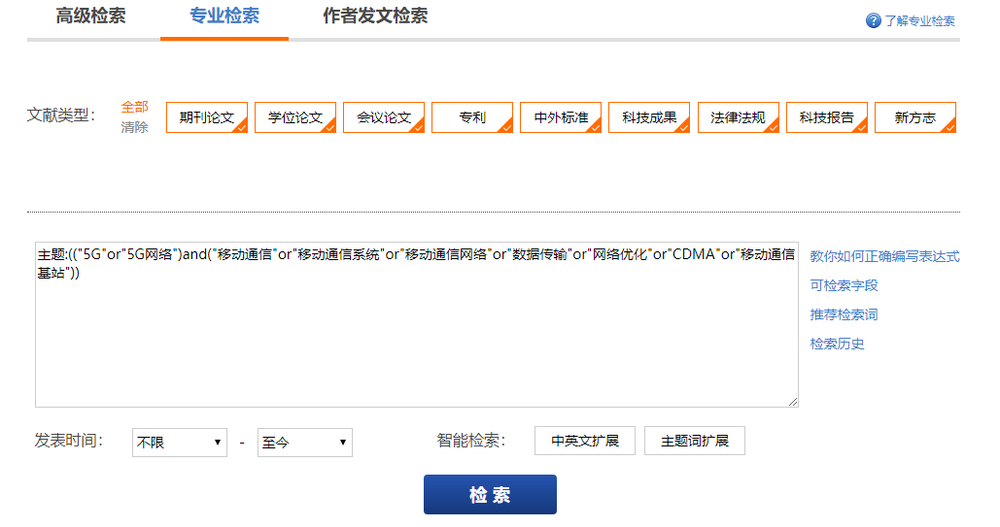 高级检索 专业检索 作者发文检索 ? 了解专业检索
文献类型： 全部 期刊论文 学位论文 会议论文 专利 中外标准 科技成果 法律法规 科技报告 新方志
清除
主题:(("5G"or"5G网络")and("移动通信"or"移动通信系统"or"移动通信网络"or"数据传输"or"网络优化"or"CDMA"or"移动通信
基站"))
教你如何正确编写表达式
可检索字段
推荐检索词
检索历史
发表时间： 不限 - 至今 智能检索： 中英文扩展 主题词扩展
检 索